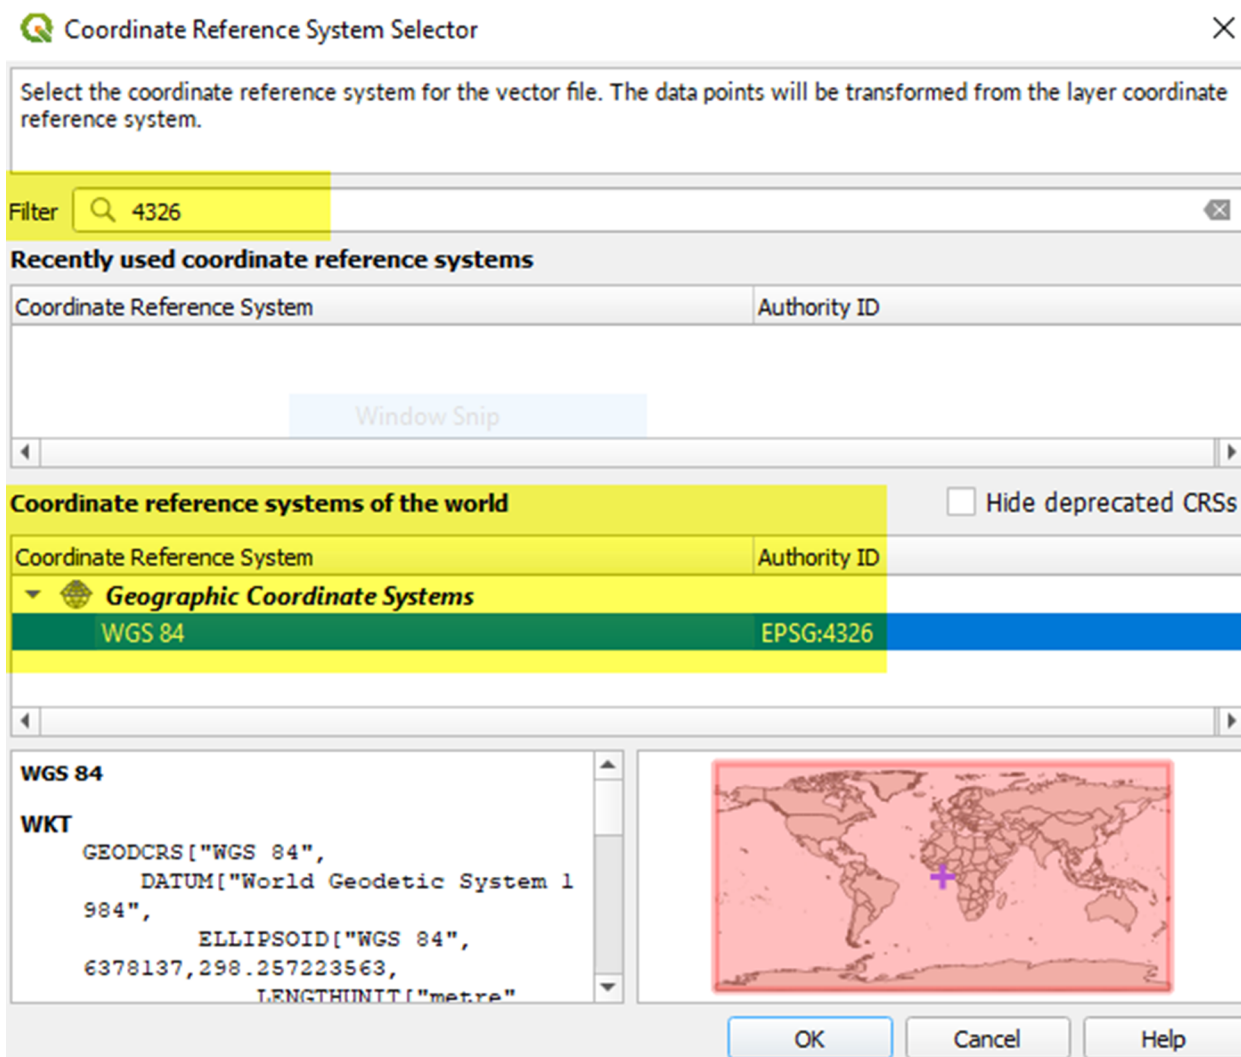 Coordinate Reference System Selector
Select the coordinate reference system for the vector file. The data points will be transformed from the layer coordinate
reference system.
Filter 4326
Recently used coordinate reference systems
Coordinate Reference System Authority ID
Window Snip
Coordinate reference systems of the world Hide deprecated CRSs
Coordinate Reference System Authority ID
Geographic Coordinate Systems
WGS 84 EPSG:4326
WGS 84
WKT
GEODCRS["WGS 84",
DATUM["World Geodetic System 1
984",
ELLIPSOID["WGS 84",
6378137,298.257223563,
LENGTHUNIT["metre"
OK Cancel Help